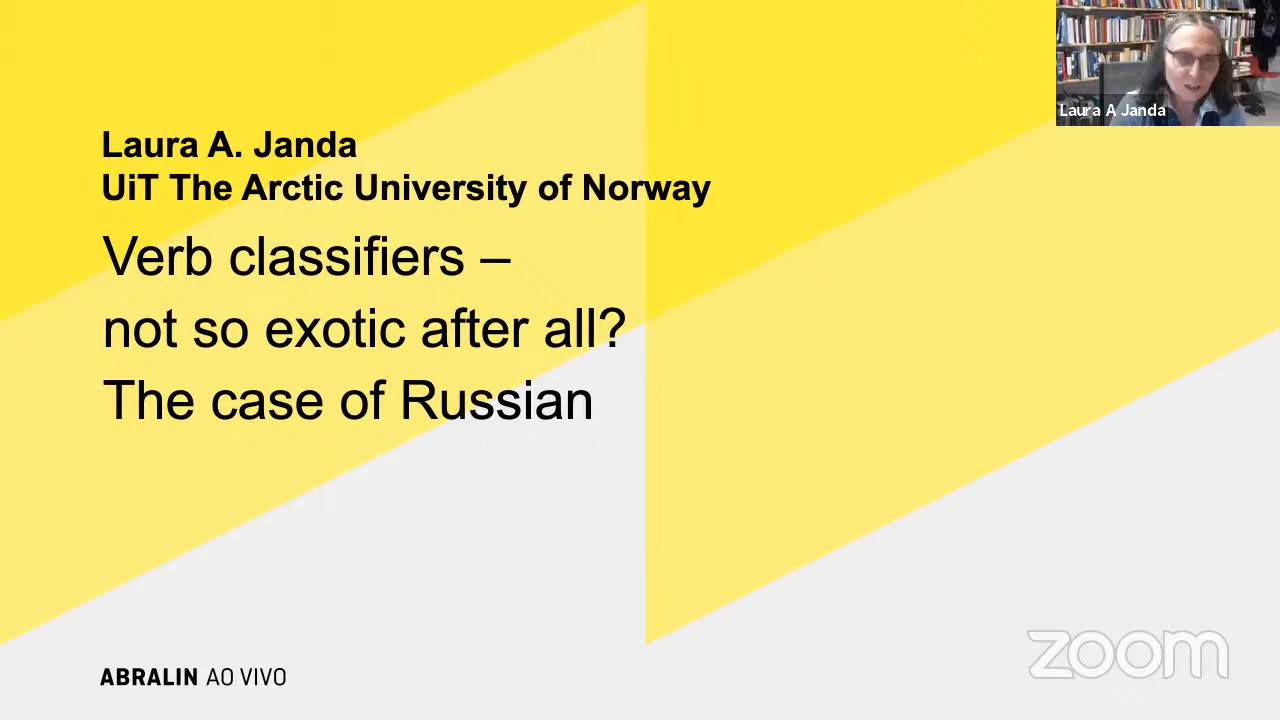 Laura A Janda
Laura A. Janda
UiT The Arctic University of Norway
Verb classifiers –
not so exotic after all?
The case of Russian
ABRALIN AO VIVO
zoom